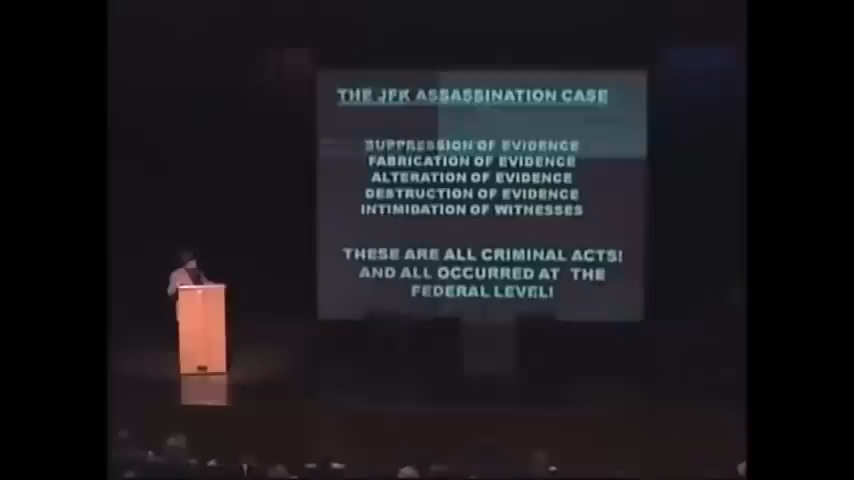 THE JFK ASSASSINATION CASE
SUPPRESSION OF EVIDENCE
FABRICATION OF EVIDENCE
ALTERATION OF EVIDENCE
DESTRUCTION OF EVIDENCE
INTIMIDATION OF WITNESSES
THESE ARE ALL CRIMINAL ACTS!
AND ALL OCCURRED AT THE
FEDERAL LEVEL!